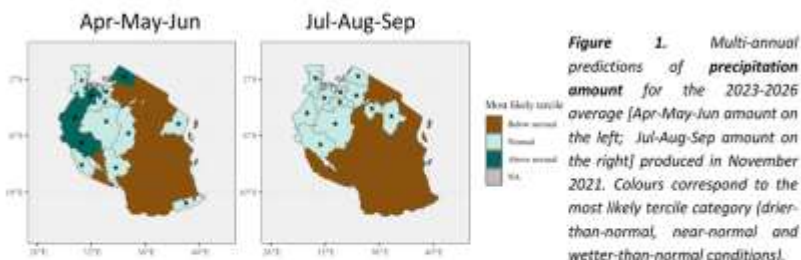 Apr-May-Jun
Jul-Aug-Sep
Most likely tercile
Below normal
Normal
Above normal
NA
Figure 1. Multi-annual
predictions of precipitation
amount for the 2023-2026
average [Apr-May-Jun amount on
the left; Jul-Aug-Sep amount on
the right] produced in November
2021. Colours correspond to the
most likely tercile category (drier-
than-normal, near-normal and
wetter-than-normal conditions).